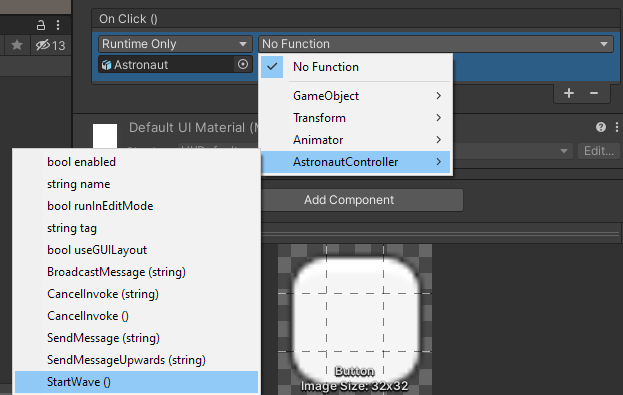 On Click ()
13
Runtime Only
No Function
Astronaut
No Function
GameObject
Transform
Animator
AstronautController
Default UI Material (M
Edit...
Add Component
bool enabled
string name
bool runInEditMode
string tag
bool useGUILayout
BroadcastMessage (string)
CancelInvoke (string)
CancelInvoke ()
SendMessage (string)
SendMessageUpwards (string)
StartWave ()
Button
Image Size: 32x32